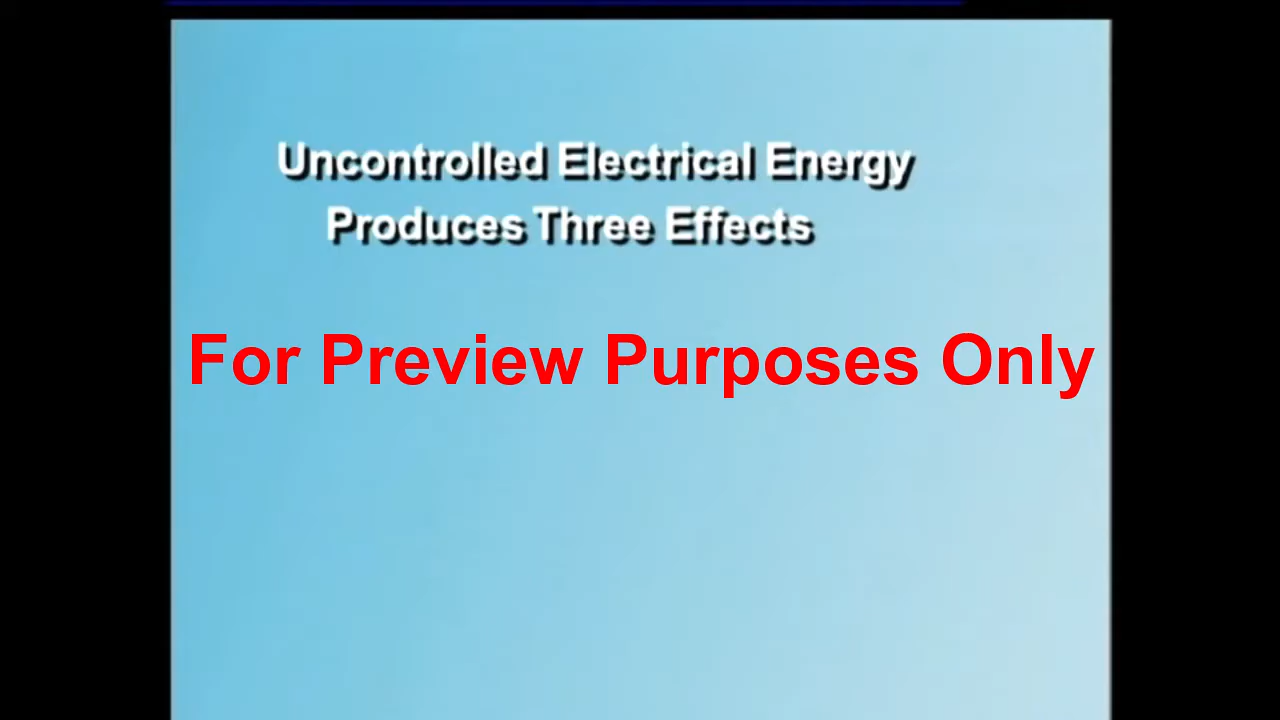 Uncontrolled Electrical Energy
Produces Three Effects
For Preview Purposes Only